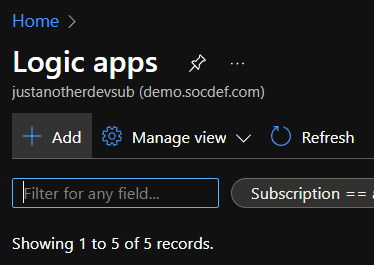 Home >
Logic apps ...
justanotherdevsub (demo.socdef.com)
+ Add Manage view Refresh
Filter for any field...
Subscription ==
Showing 1 to 5 of 5 records.